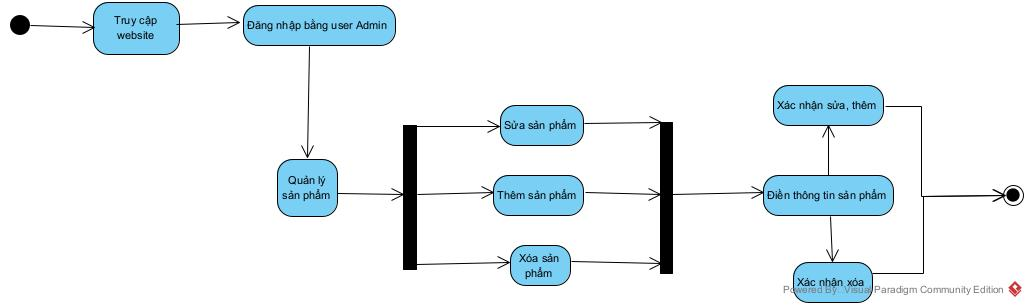 Truy cập
website
Đăng nhập bằng user Admin
Quản lý
sản phẩm
Sửa sản phẩm
Thêm sản phẩm
Xóa sản
phẩm
Xác nhận sửa, thêm
Điền thông tin sản phẩm
Xác nhận xóa
Powered By Visual Paradigm Community Edition